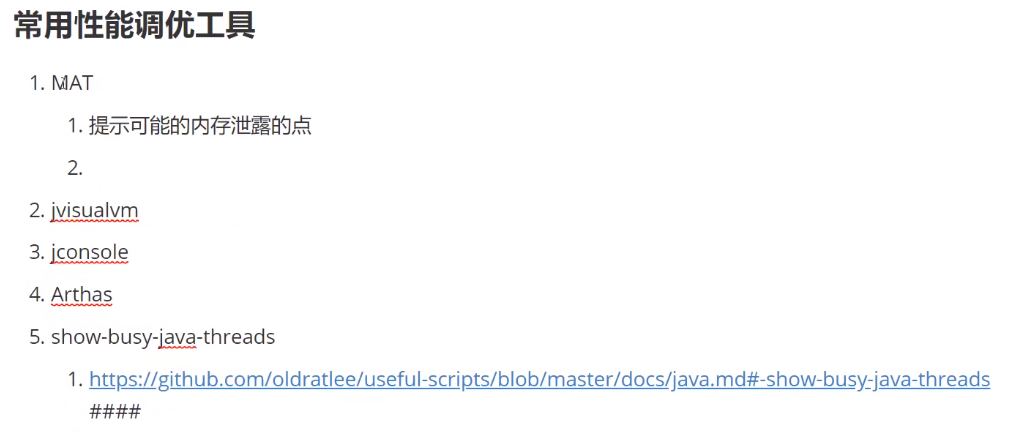 常用性能调优工具
1. MAT
1. 提示可能的内存泄露的点
2.
2. jvisualvm
3. jconsole
4. Arthas
5. show-busy-java-threads
1. https://github.com/oldratlee/useful-scripts/blob/master/docs/java.md#-show-busy-java-threads
####